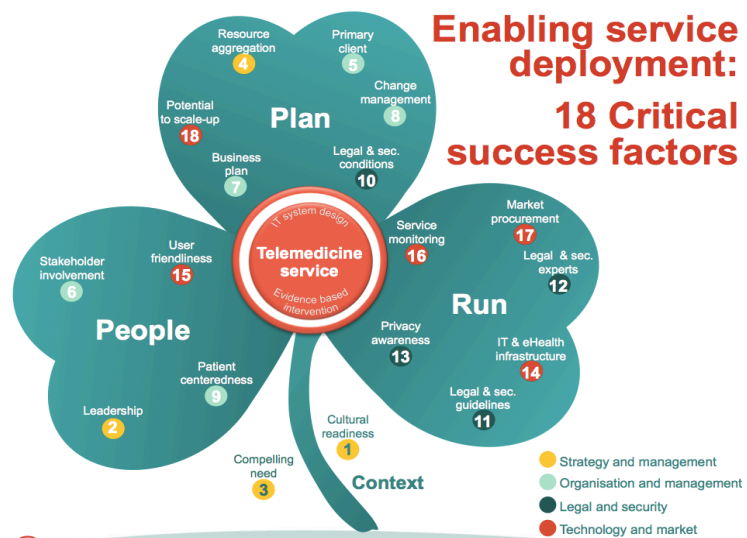 Enabling service
deployment:
18 Critical
success factors
Resource
aggregation
4
Primary
client
5
Change
management
8
Potential
to scale-up
18
Plan
Business
plan
7
Legal & sec.
conditions
10
IT system design
Telemedicine
service
Evidence based
intervention
Stakeholder
involvement
6
User
friendliness
15
People
Patient
centeredness
9
Leadership
2
Service
monitoring
16
Market
procurement
17
Legal & sec.
experts
12
Run
Privacy
awareness
13
IT & eHealth
infrastructure
14
Legal & sec.
guidelines
11
Cultural
readiness
1
Compelling
need
3
Context
Strategy and management
Organisation and management
Legal and security
Technology and market